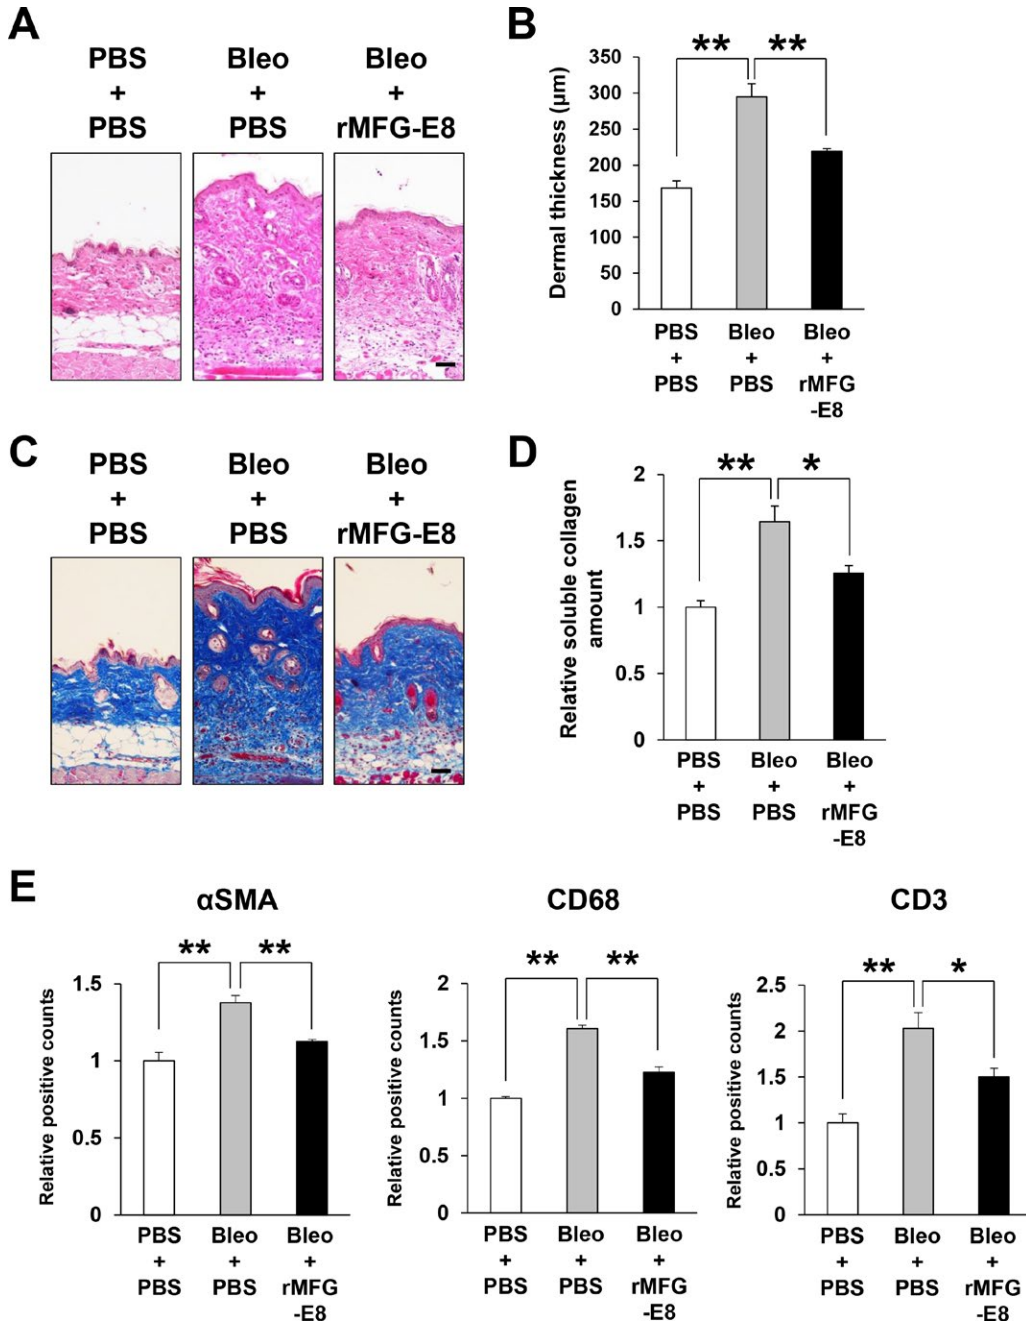 A
PBS
+
PBS
Bleo
+
PBS
Bleo
+
rMFG-E8
B
** **
Dermal thickness (μm)
350
300
250
200
150
100
50
0
PBS
+
PBS
Bleo
+
PBS
Bleo
+
rMFG
-E8
C
PBS
+
PBS
Bleo
+
PBS
Bleo
+
rMFG-E8
D
** *
Relative soluble collagen
amount
2
1.5
1
0.5
0
PBS
+
PBS
Bleo
+
PBS
Bleo
+
rMFG
-E8
E
αSMA
** **
Relative positive counts
1.5
1
0.5
0
PBS
+
PBS
Bleo
+
PBS
Bleo
+
rMFG
-E8
CD68
** **
Relative positive counts
2
1.5
1
0.5
0
PBS
+
PBS
Bleo
+
PBS
Bleo
+
rMFG
-E8
CD3
** *
Relative positive counts
2.5
2
1.5
1
0.5
0
PBS
+
PBS
Bleo
+
PBS
Bleo
+
rMFG
-E8